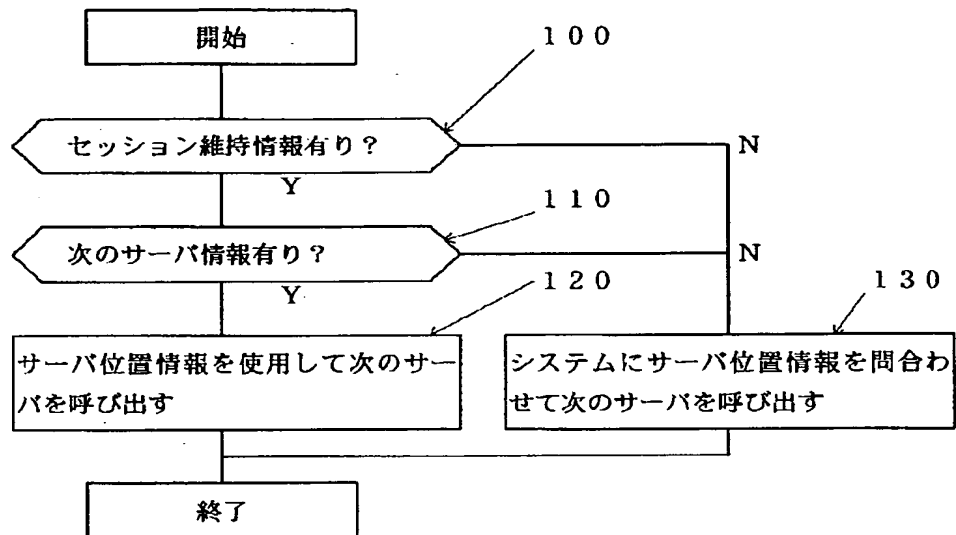 開始
１００
セッション維持情報有り？
N
Y
１１０
次のサーバ情報有り？
N
Y
１２０
１３０
サーバ位置情報を使用して次のサー
バを呼び出す
システムにサーバ位置情報を問合わ
せて次のサーバを呼び出す
終了